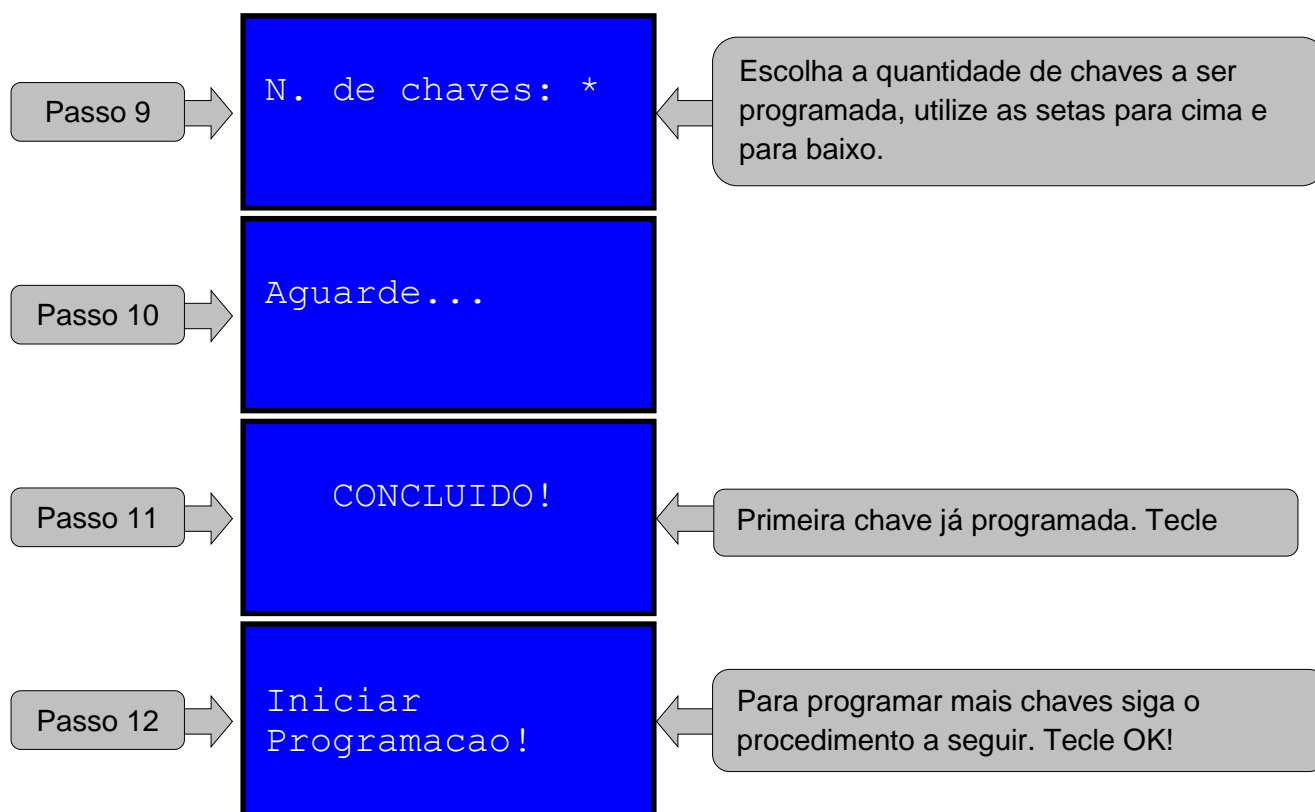 Passo 9
N. de chaves: *
Escolha a quantidade de chaves a ser
programada, utilize as setas para cima e
para baixo.
Passo 10
Aguarde...
Passo 11
CONCLUIDO!
Primeira chave já programada. Tecle
Passo 12
Iniciar
Programacao!
Para programar mais chaves siga o
procedimento a seguir. Tecle OK!